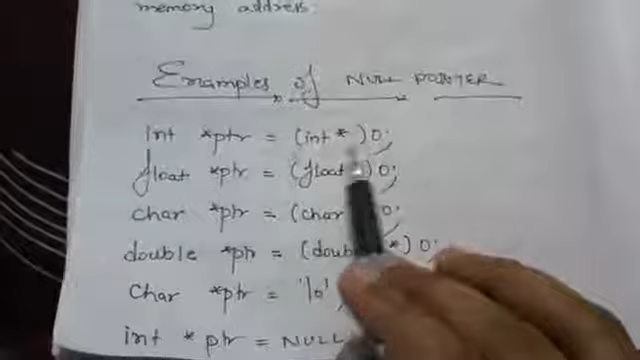 memory address.
Examples of NULL POINTER
int *ptr = (int *)0;
float *ptr = (float *)0;
char *ptr = (char 0;
double *ptr = (double *)0;
char *ptr = '\0'
int *ptr = NULL